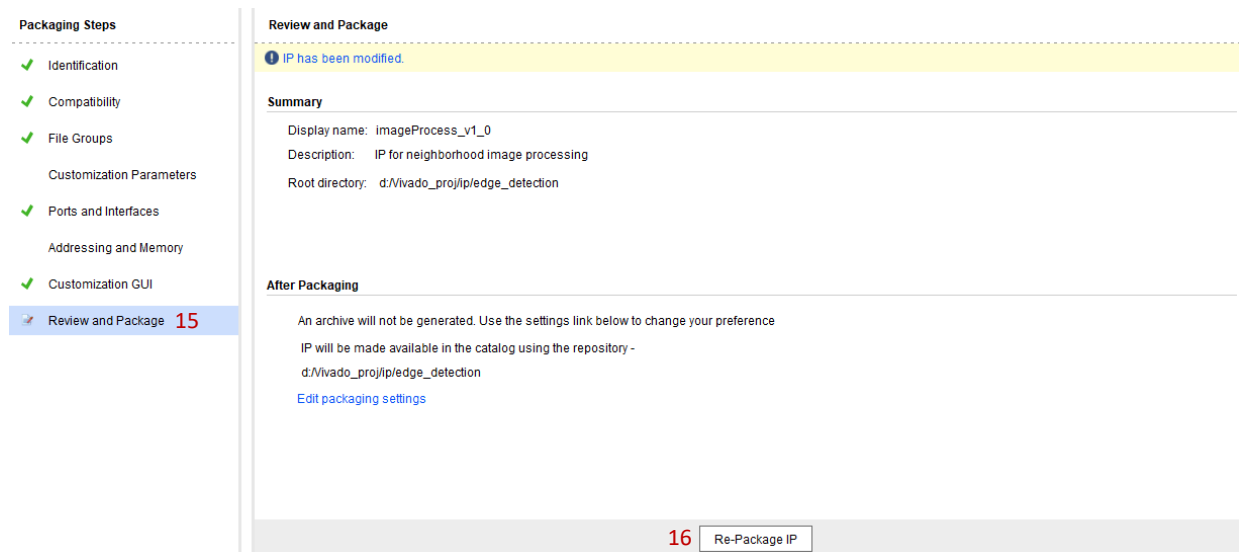 Packaging Steps
Identification
Compatibility
File Groups
Customization Parameters
Ports and Interfaces
Addressing and Memory
Customization GUI
Review and Package 15
Review and Package
IP has been modified.
Summary
Display name: imageProcess_v1_0
Description: IP for neighborhood image processing
Root directory: d:/Vivado_proj/ip/edge_detection
After Packaging
An archive will not be generated. Use the settings link below to change your preference
IP will be made available in the catalog using the repository -
d:/Vivado_proj/ip/edge_detection
Edit packaging settings
16 Re-Package IP